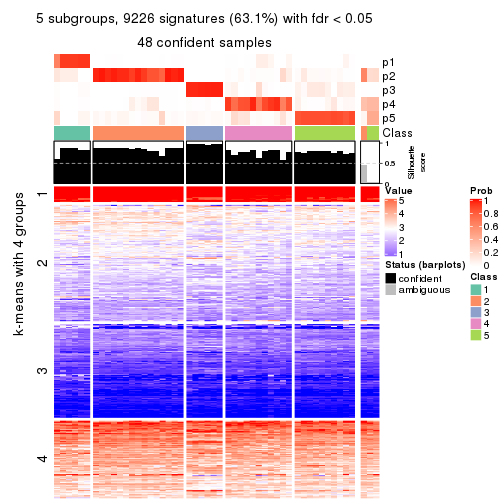 5 subgroups, 9226 signatures (63.1%) with fdr < 0.05
48 confident samples
p1
p2
p3
p4
p5
Class
1
0.5
0
Silhouette
score
k-means with 4 groups
1
2
3
4
Value
5
4
3
2
1
Status (barplots)
confident
ambiguous
Prob
1
0.8
0.6
0.4
0.2
0
Class
1
2
3
4
5